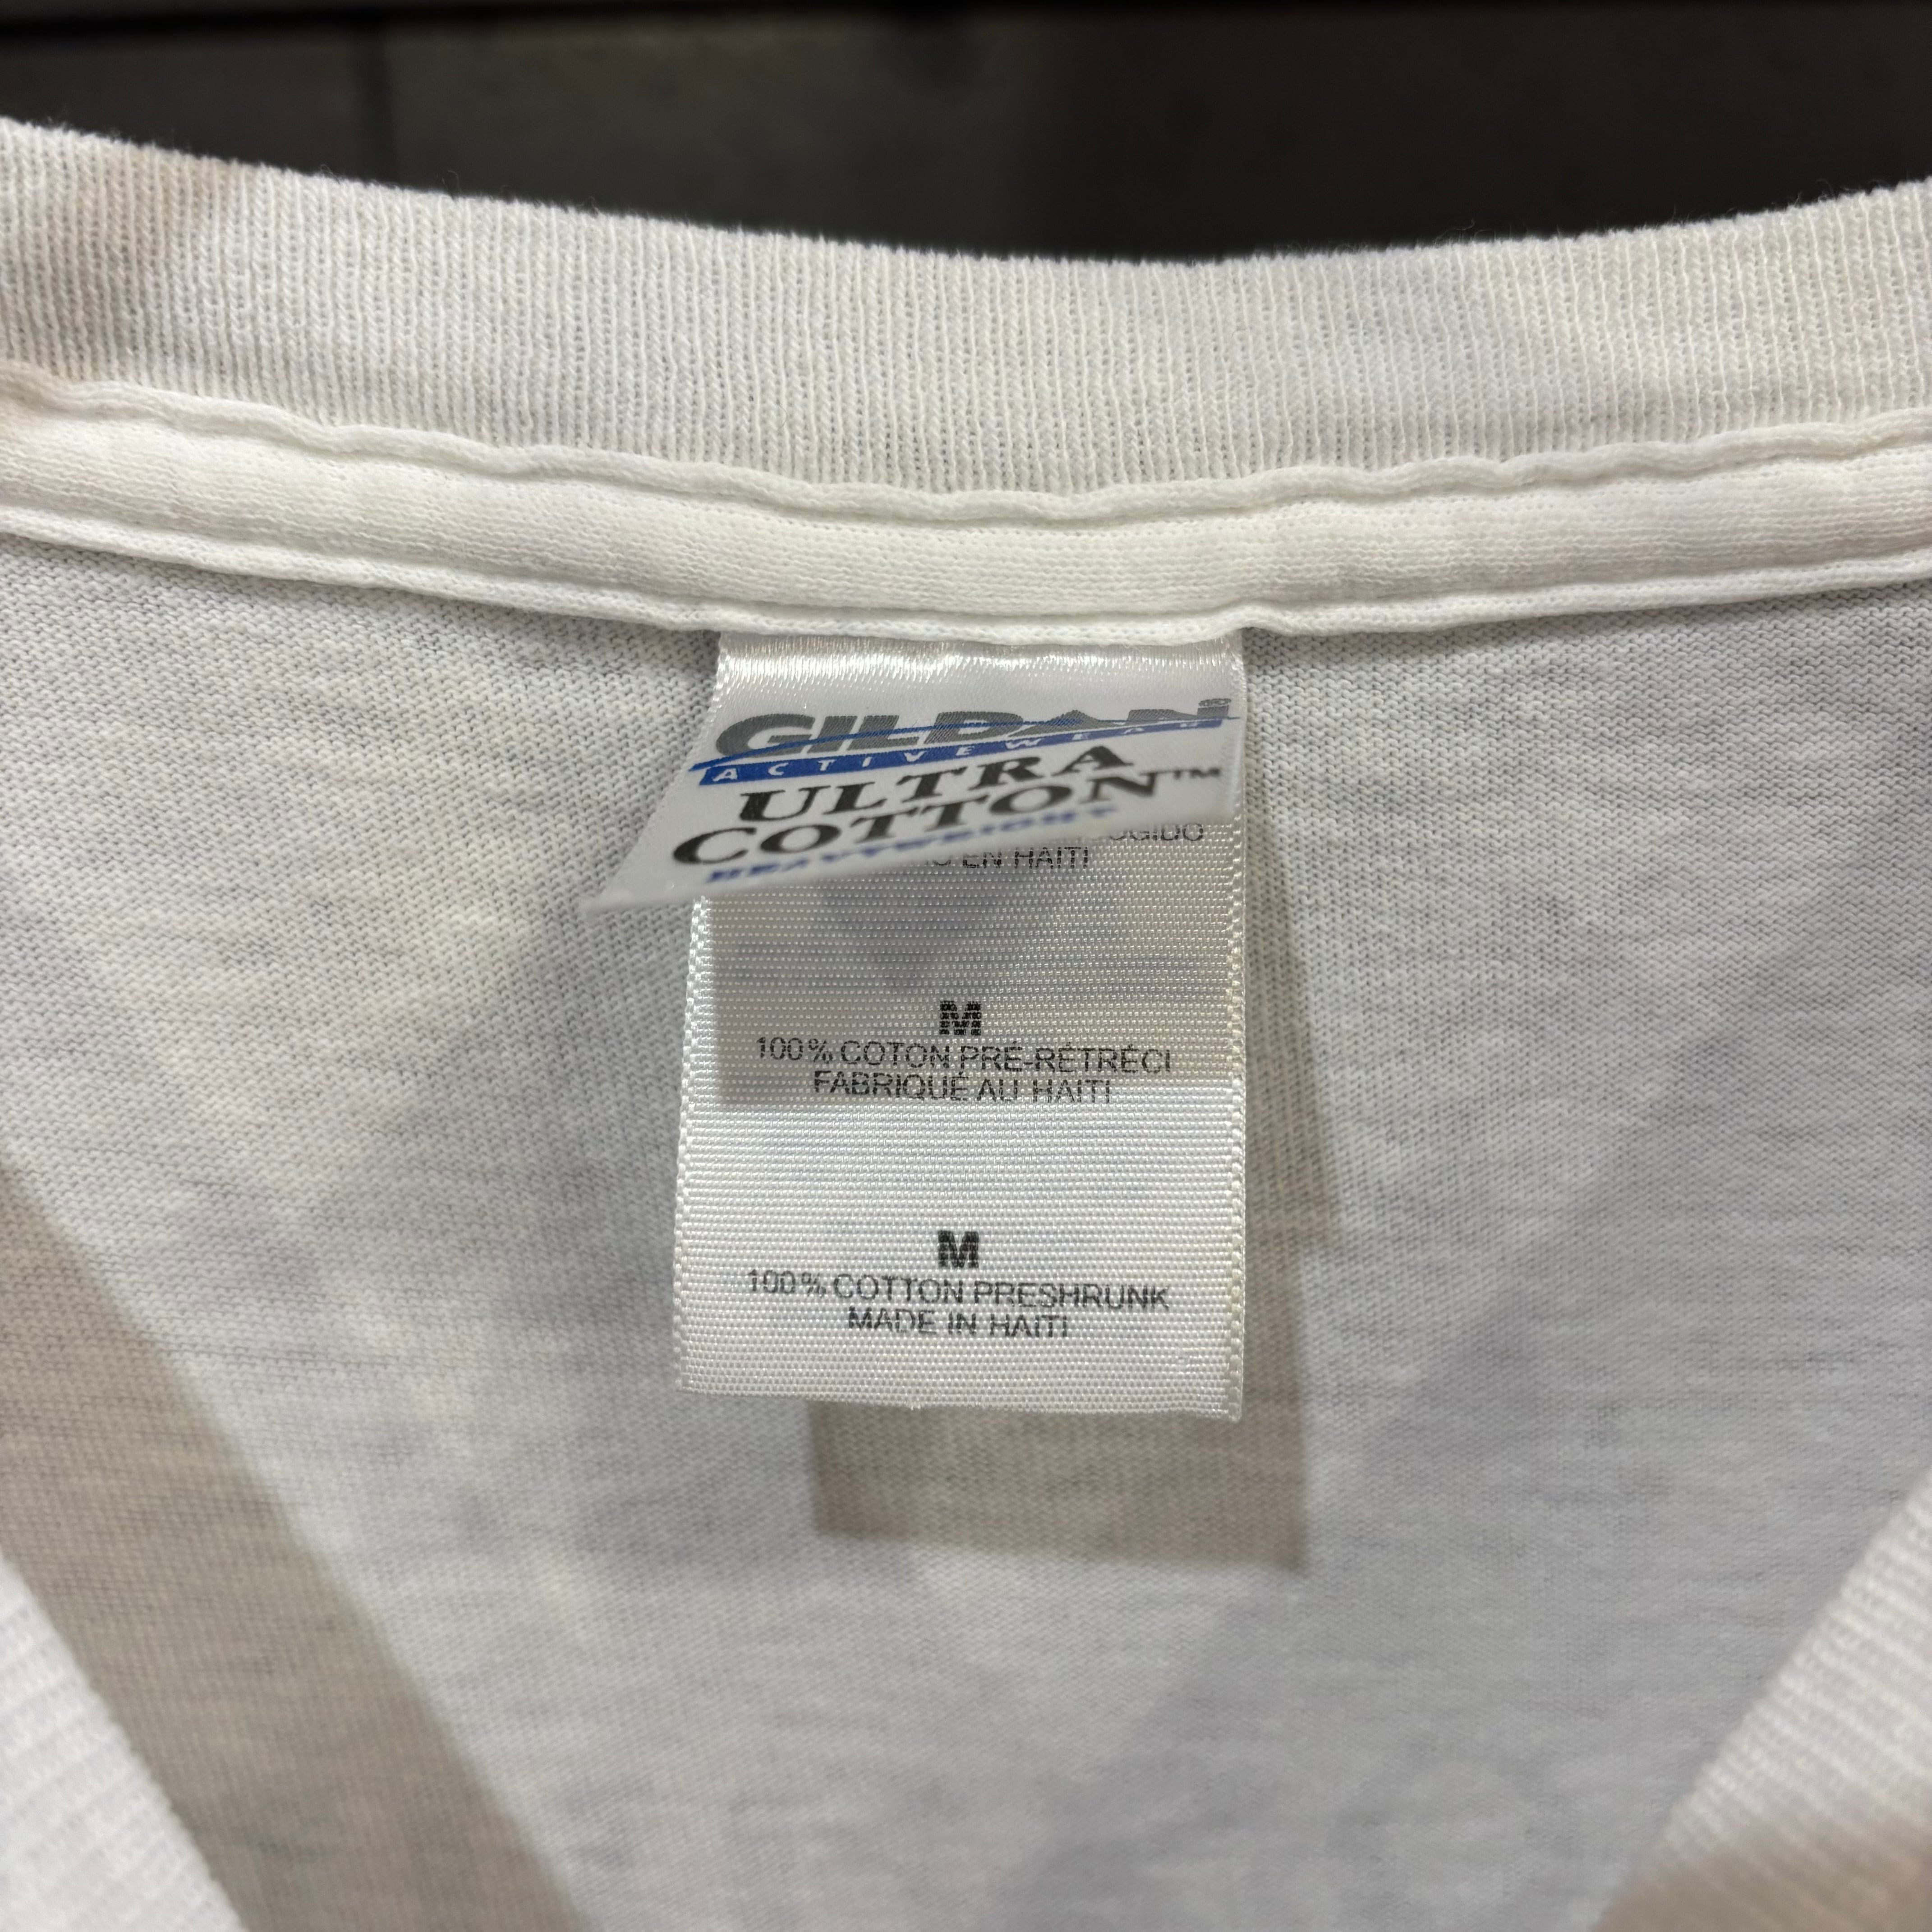 GILDAN®
ACTIVEWEAR
ULTRA
COTTON™
HEAVYWEIGHT
EN HAITI
M
100% COTON PRÉ-RÉTRÉCI
FABRIQUÉ AU HAITI
M
100% COTTON PRESHRUNK
MADE IN HAITI